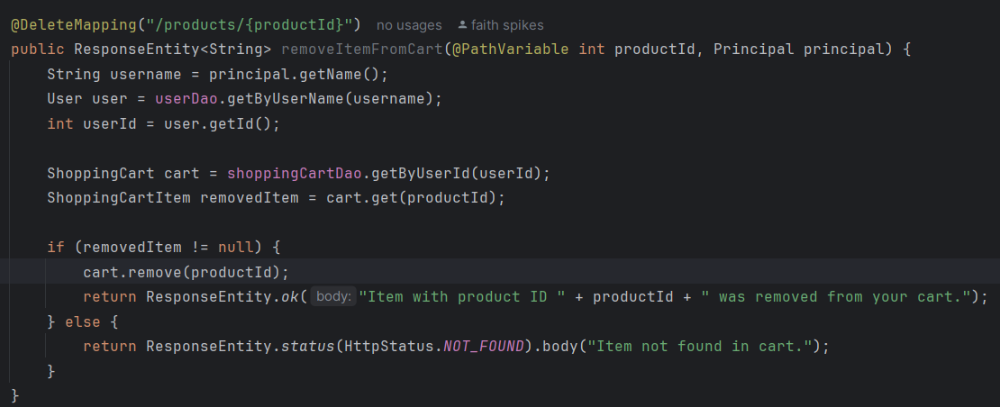 @DeleteMapping("/products/{productId}") no usages faith spikes
public ResponseEntity<String> removeItemFromCart(@PathVariable int productId, Principal principal) {
    String username = principal.getName();
    User user = userDao.getByUserName(username);
    int userId = user.getId();

    ShoppingCart cart = shoppingCartDao.getByUserId(userId);
    ShoppingCartItem removedItem = cart.get(productId);

    if (removedItem != null) {
        cart.remove(productId);
        return ResponseEntity.ok( body: "Item with product ID " + productId + " was removed from your cart.");
    } else {
        return ResponseEntity.status(HttpStatus.NOT_FOUND).body("Item not found in cart.");
    }
}